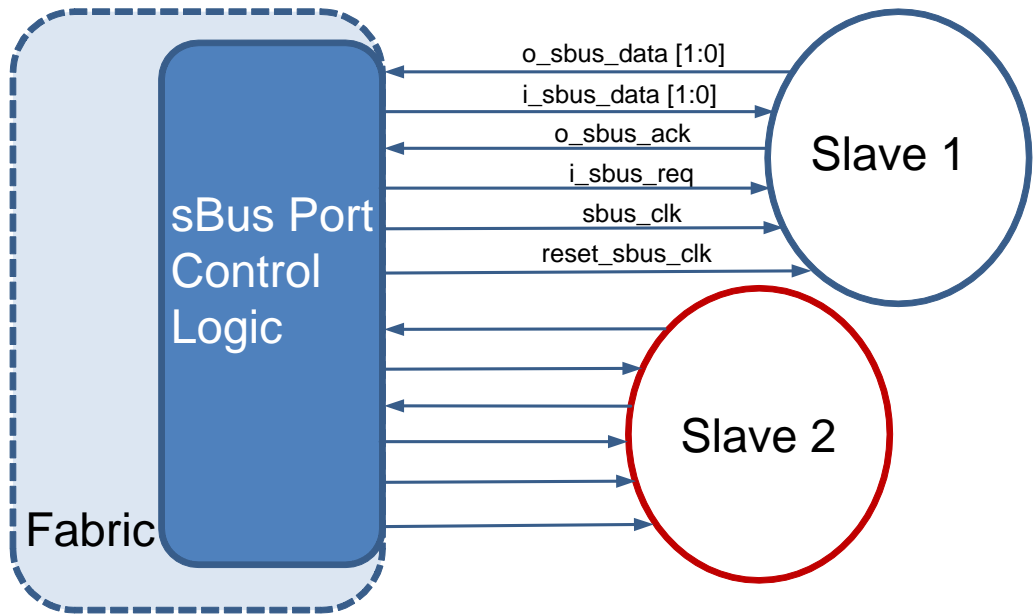 o_sbus_data [1:0]
i_sbus_data [1:0]
o_sbus_ack
i_sbus_req
sbus_clk
reset_sbus_clk
Slave 1
sBus Port
Control
Logic
Slave 2
Fabric